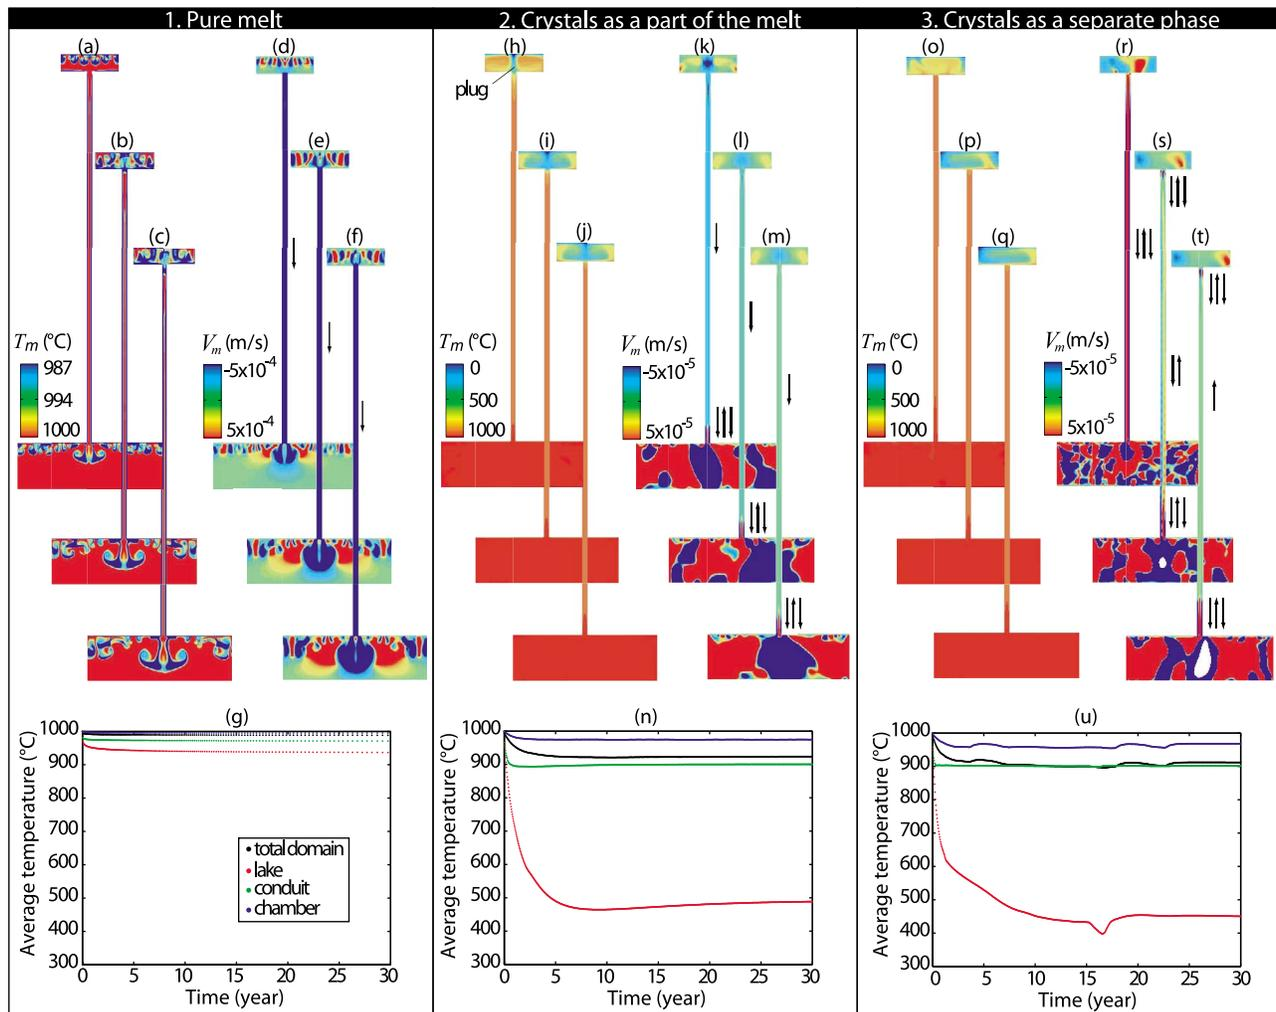 1. Pure melt
2. Crystals as a part of the melt
3. Crystals as a separate phase
(a)
(d)
(b)
(e)
(c)
(f)
Tm (°C)
987
994
1000
Vm (m/s)
-5x10-4
5x10-4
(h)
(k)
plug
(i)
(l)
(j)
(m)
Tm (°C)
0
500
1000
Vm (m/s)
-5x10-5
5x10-5
(o)
(r)
(p)
(s)
(q)
(t)
Tm (°C)
0
500
1000
Vm(m/s)
-5x10-5
5x10-5
(g)
Average temperature (°C)
1000
900
800
700
600
500
400
300
total domain
lake
conduit
chamber
0 5 10 15 20 25 30
Time (year)
(n)
Average temperature (°C)
1000
900
800
700
600
500
400
300
0 5 10 15 20 25 30
Time (year)
(u)
Average temperature (°C)
1000
900
800
700
600
500
400
300
0 5 10 15 20 25 30
Time (year)